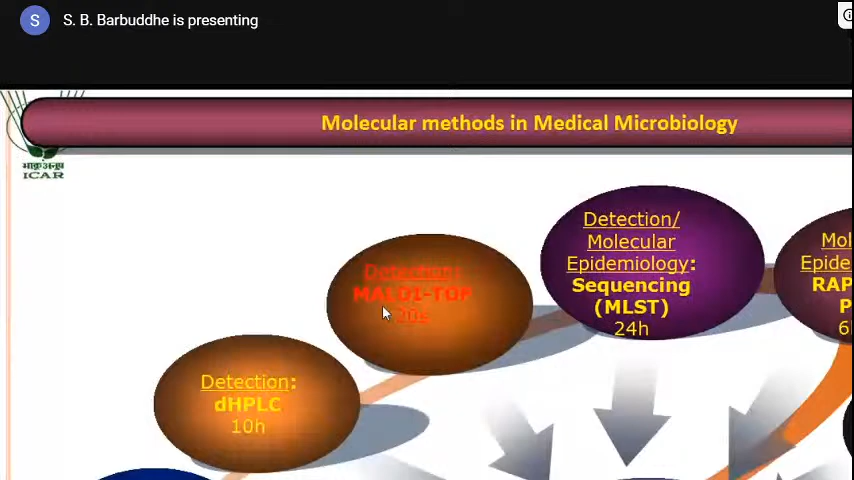 S
S. B. Barbuddhe is presenting
Molecular methods in Medical Microbiology
ICAR
Detection/
Molecular
Epidemiology:
Sequencing
(MLST)
24h
Mol
Epide
RAP
P
6
Detection:
MALDI-TOF
20s
Detection:
dHPLC
10h